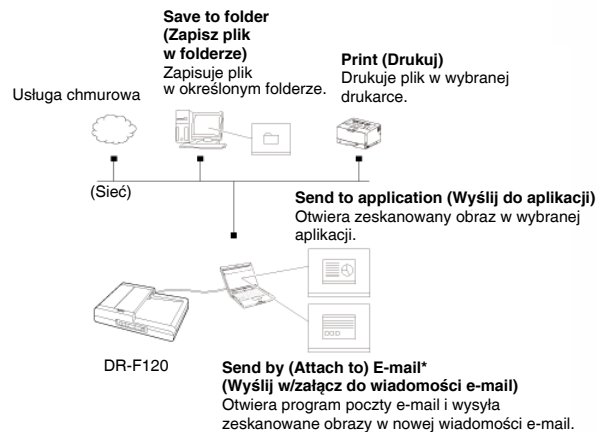 Save to folder
(Zapisz plik
w folderze)
Zapisuje plik
w określonym folderze.
Print (Drukuj)
Drukuje plik w wybranej
drukarce.
Usługa chmurowa
(Sieć)
Send to application (Wyślij do aplikacji)
Otwiera zeskanowany obraz w wybranej
aplikacji.
DR-F120
Send by (Attach to) E-mail*
(Wyślij w/załącz do wiadomości e-mail)
Otwiera program poczty e-mail i wysyła
zeskanowane obrazy w nowej wiadomości e-mail.